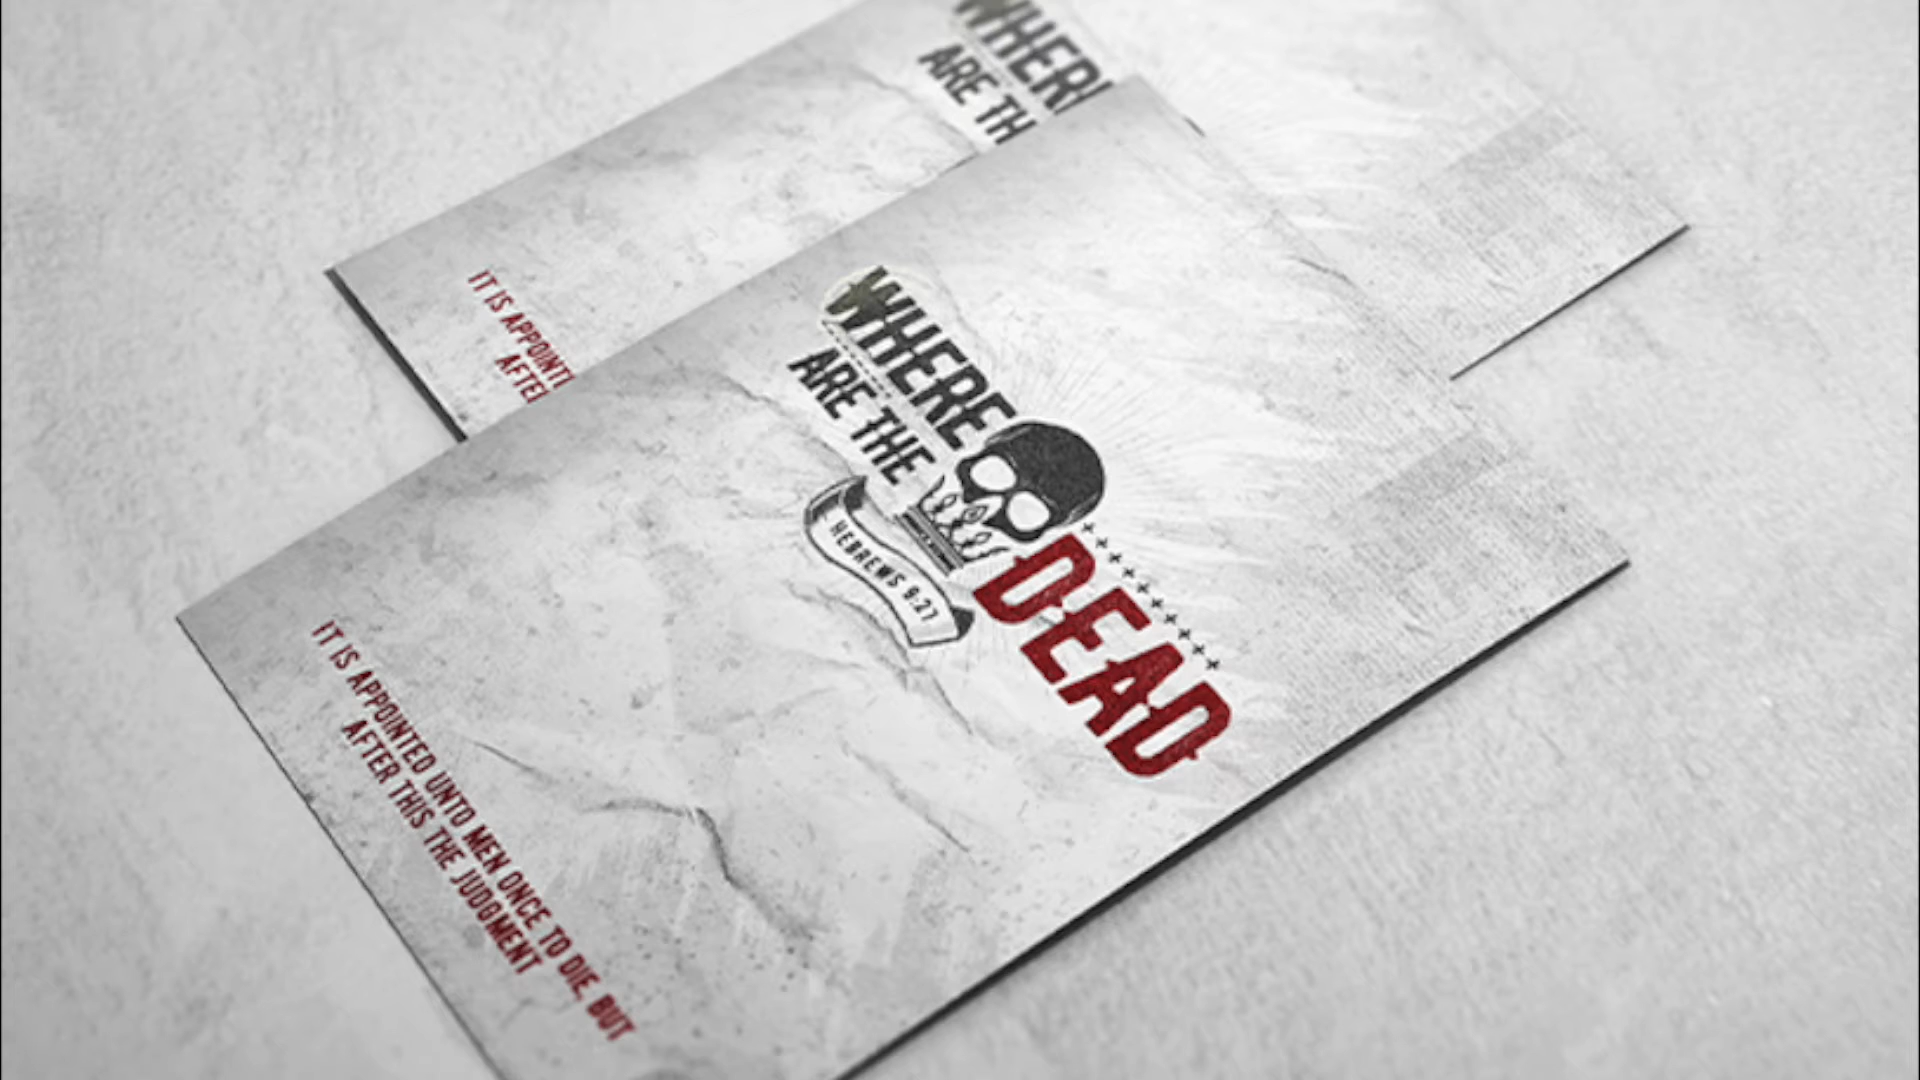 WHERE
ARE TH
IT IS APPOINT
AFTE
WHERE
ARE THE
DEAD
HEBREWS 9:27
IT IS APPOINTED UNTO MEN ONCE TO DIE, BUT
AFTER THIS THE JUDGMENT